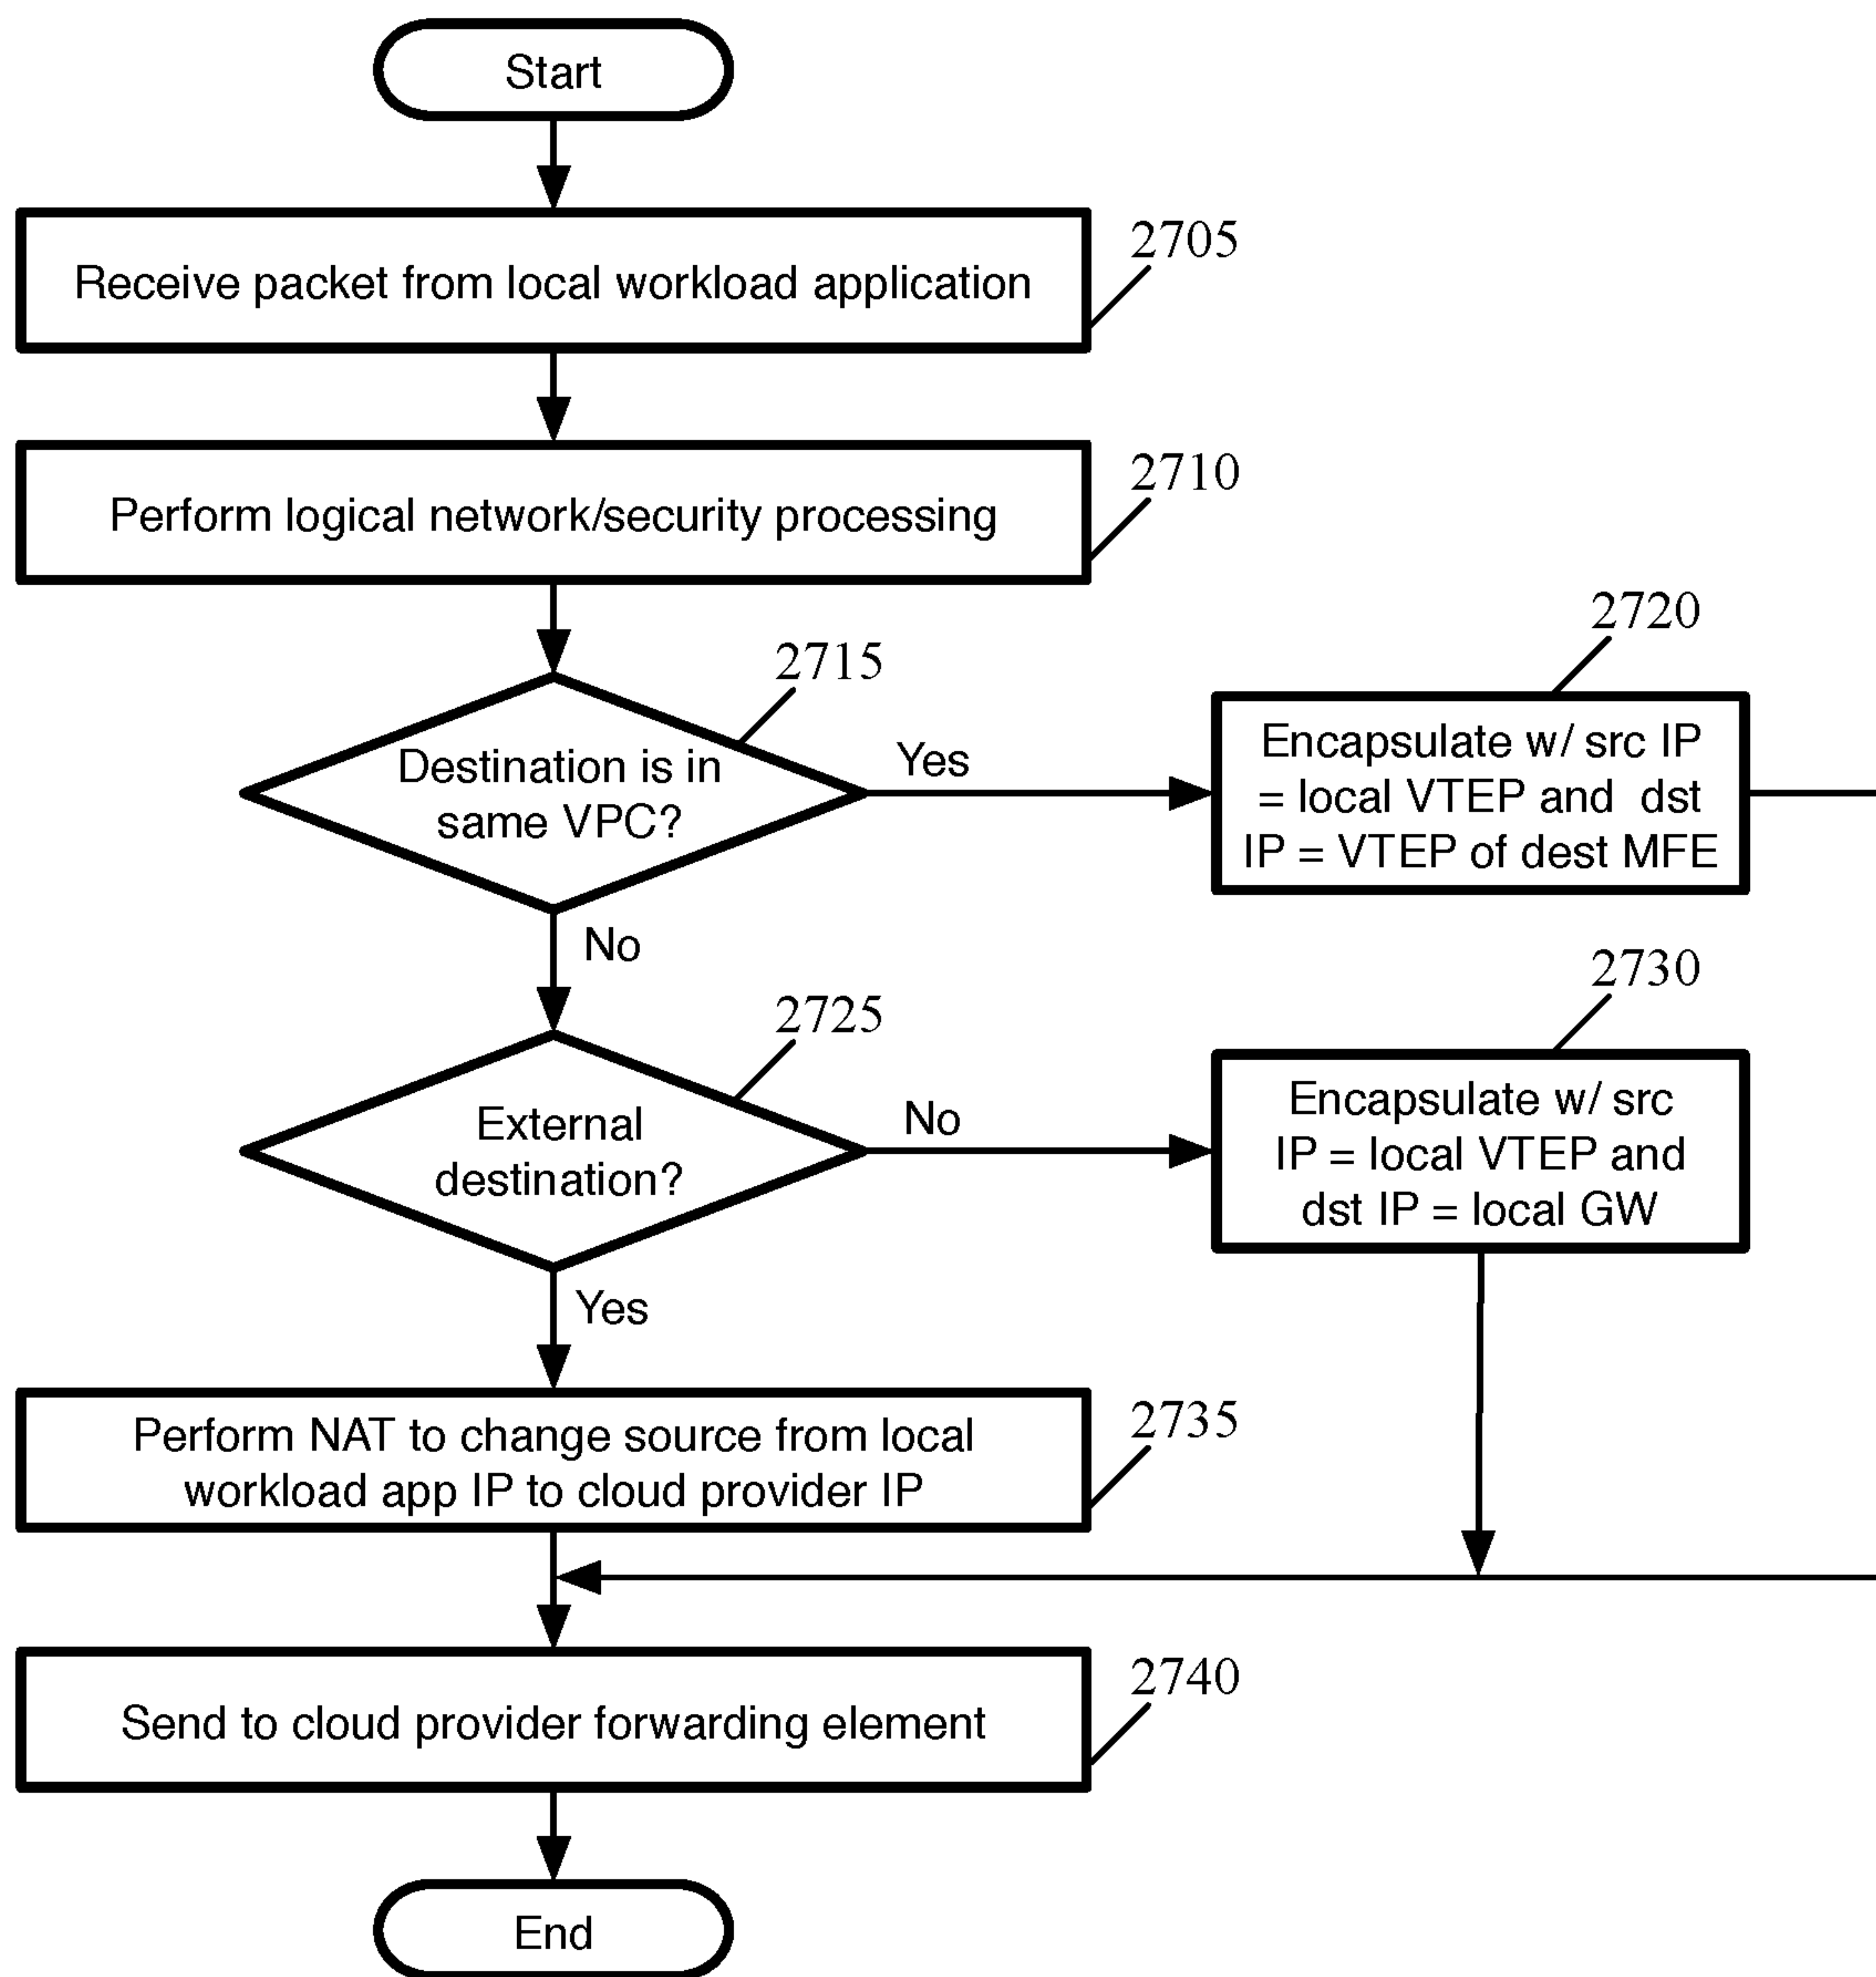 Start
Receive packet from local workload application
2705
Perform logical network/security processing
2710
Destination is in
same VPC?
2715
Yes
No
Encapsulate w/ src IP
= local VTEP and dst
IP = VTEP of dest MFE
2720
External
destination?
2725
No
Yes
Encapsulate w/ src
IP = local VTEP and
dst IP = local GW
2730
Perform NAT to change source from local
workload app IP to cloud provider IP
2735
Send to cloud provider forwarding element
2740
End